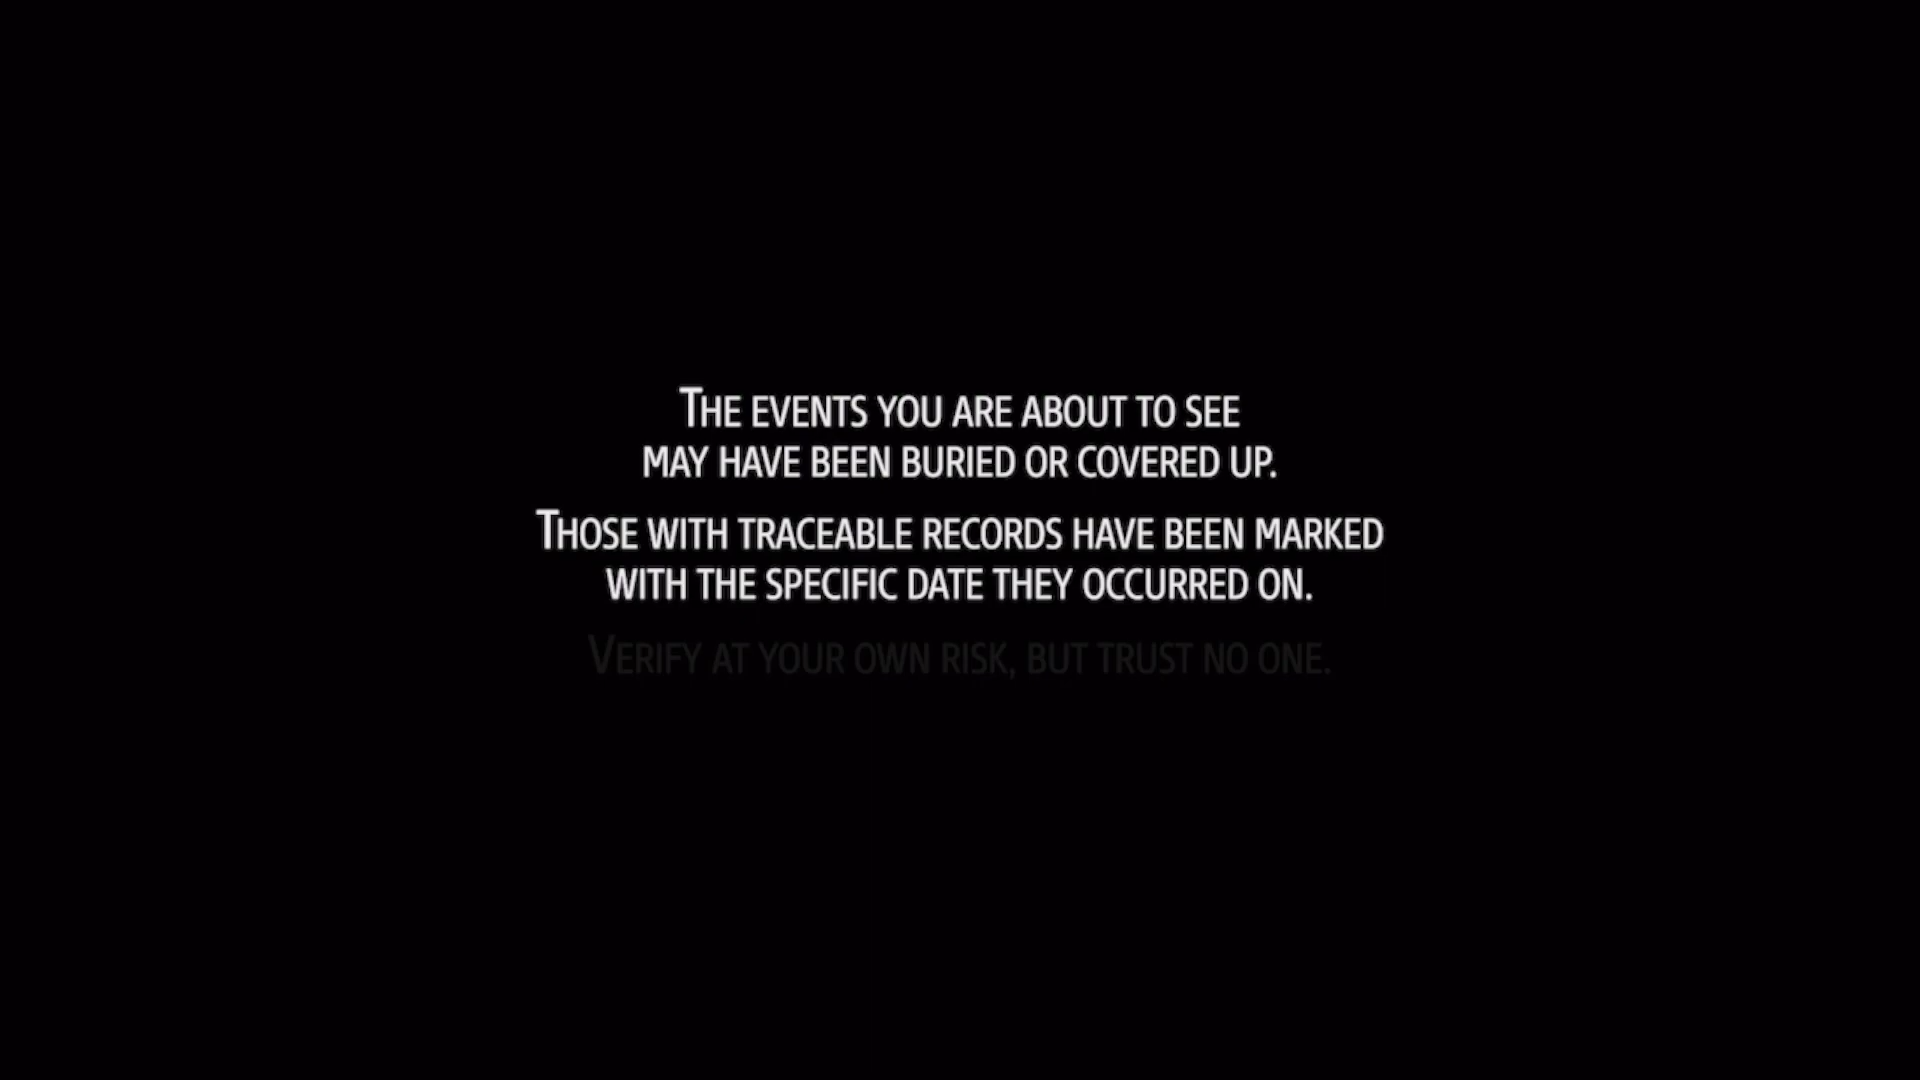 THE EVENTS YOU ARE ABOUT TO SEE
MAY HAVE BEEN BURIED OR COVERED UP.
THOSE WITH TRACEABLE RECORDS HAVE BEEN MARKED
WITH THE SPECIFIC DATE THEY OCCURRED ON.
VERIFY AT YOUR OWN RISK, BUT TRUST NO ONE.